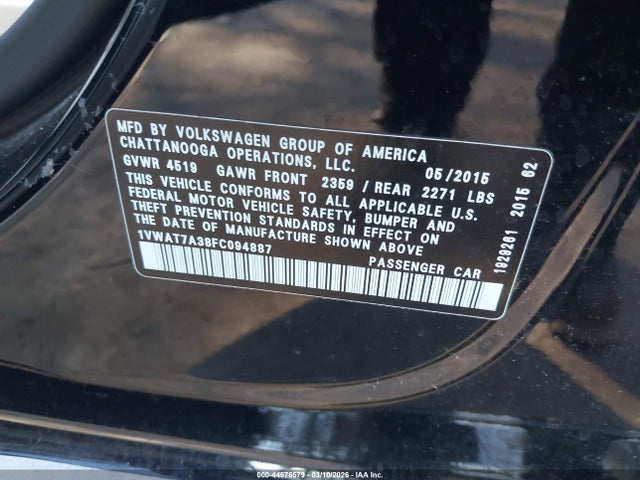 MFD BY VOLKSWAGEN GROUP OF AMERICA
CHATTANOOGA OPERATIONS, LLC. 05/2015
GVWR 4519 GAWR FRONT 2359 / REAR 2271 LBS
THIS VEHICLE CONFORMS TO ALL APPLICABLE U.S.
FEDERAL MOTOR VEHICLE SAFETY, BUMPER AND
THEFT PREVENTION STANDARDS IN EFFECT ON
THE DATE OF MANUFACTURE SHOWN ABOVE
1VWAT7A38FC094887 PASSENGER CAR
1929281 2015 62
000-44576579 - 03/10/2026 - IAA, Inc.